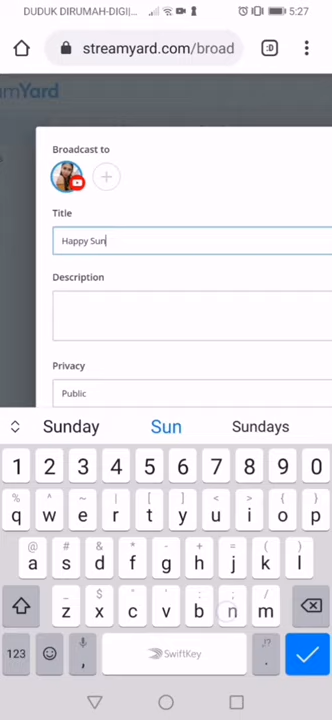 DUDUK DIRUMAH-DIGI|... 5:27
streamyard.com/broad :D
mYard
Broadcast to
Title
Happy Sun
Description
Privacy
Public
Sunday Sun Sundays
1 2 3 4 5 6 7 8 9 0
% ^ ~ | [ ] < > { }
q w e r t y u i o p
@ # & * - + = ( )
a s d f g h j k l
_ $ " ' : ; /
z x c v b n m
123 , SwiftKey ,!? .